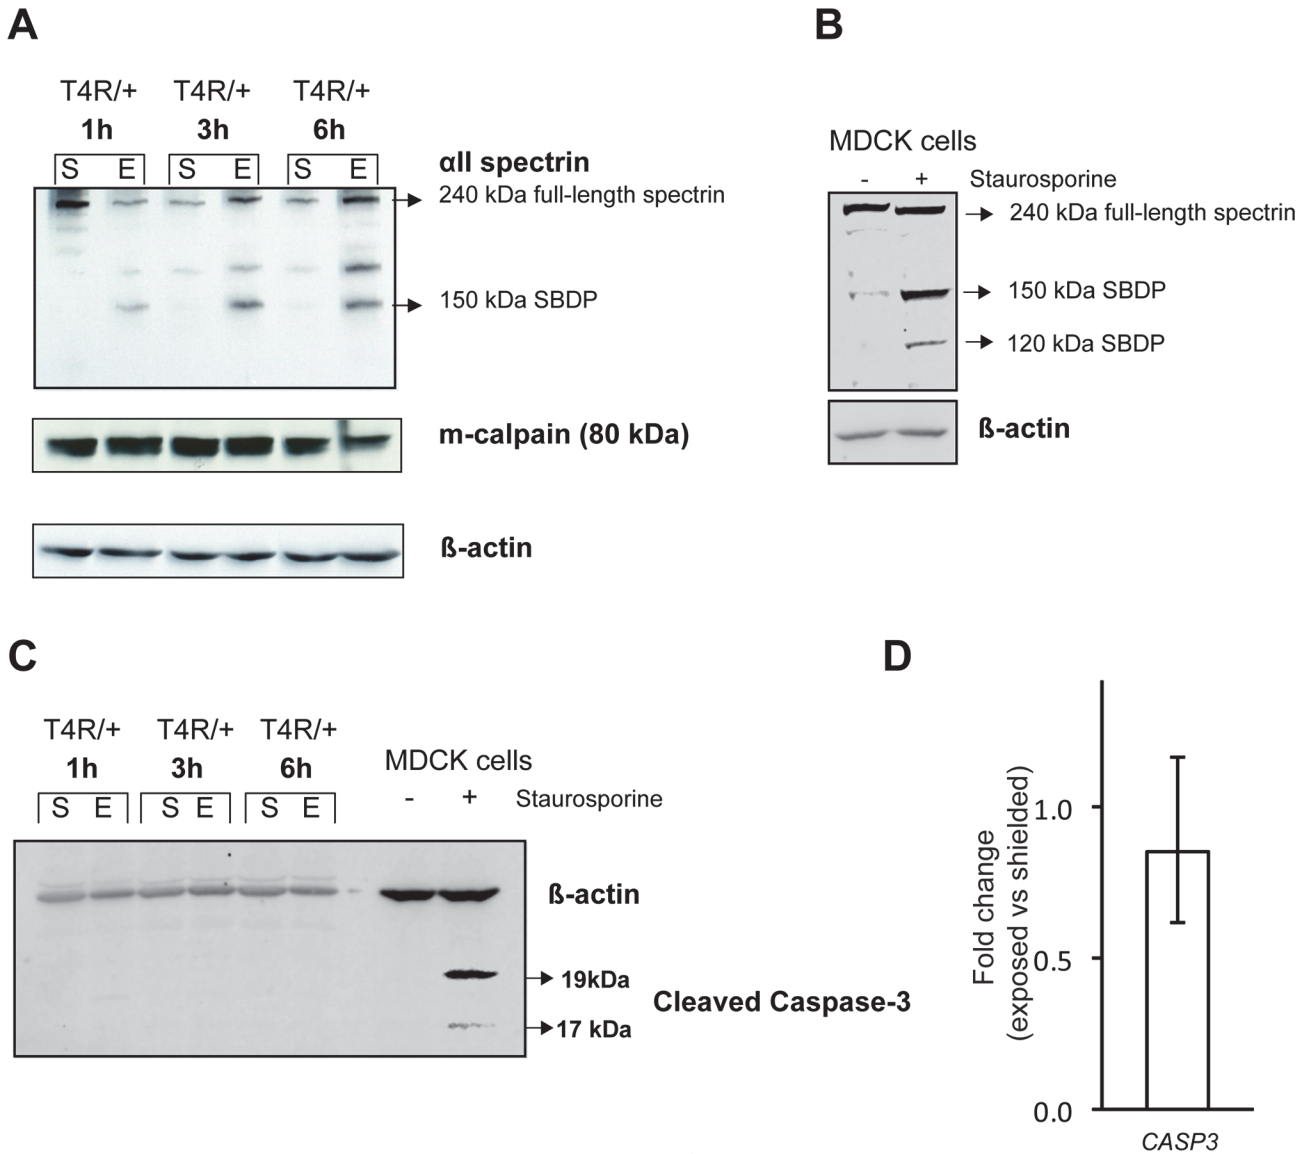 A
T4R/+ T4R/+ T4R/+
1h 3h 6h
S E S E S E
αII spectrin
240 kDa full-length spectrin
150 kDa SBDP
m-calpain (80 kDa)
ß-actin
B
MDCK cells
- + Staurosporine
240 kDa full-length spectrin
150 kDa SBDP
120 kDa SBDP
ß-actin
C
T4R/+ T4R/+ T4R/+
1h 3h 6h
S E S E S E
MDCK cells
- + Staurosporine
ß-actin
19kDa
17 kDa
Cleaved Caspase-3
D
Fold change
(exposed vs shielded)
1.0
0.5
0.0
CASP3